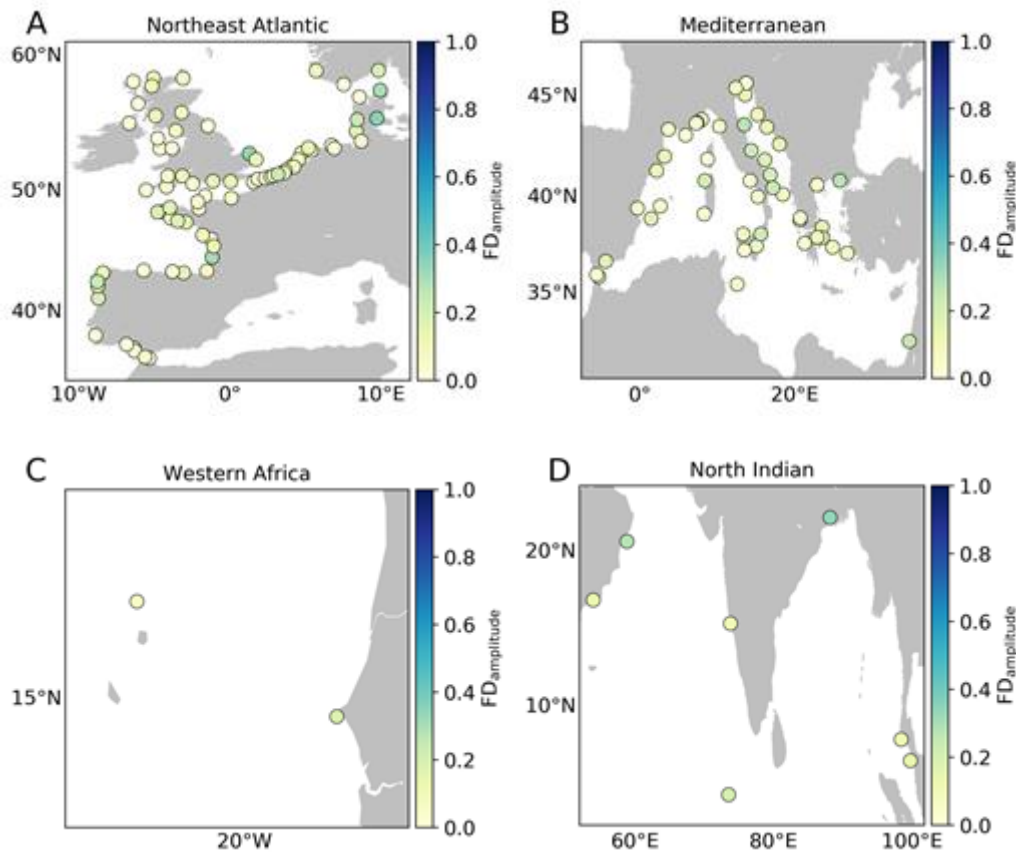 A
Northeast Atlantic
60°N
50°N
40°N
10°W
0°
10°E
1.0
0.8
0.6
0.4
0.2
0.0
FDamplitude
B
Mediterranean
45°N
40°N
35°N
0°
20°E
1.0
0.8
0.6
0.4
0.2
0.0
FDamplitude
C
Western Africa
15°N
20°W
1.0
0.8
0.6
0.4
0.2
0.0
FDamplitude
D
North Indian
20°N
10°N
60°E
80°E
100°E
1.0
0.8
0.6
0.4
0.2
0.0
FDamplitude